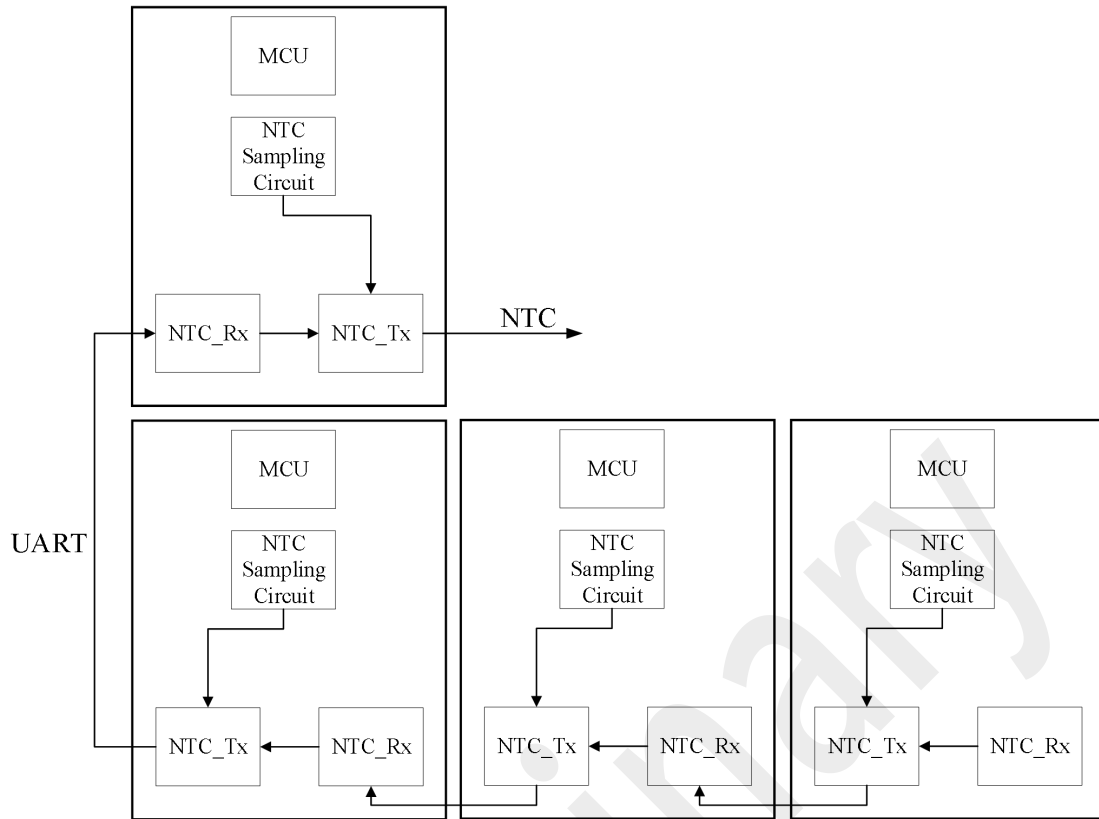 MCU
NTC
Sampling
Circuit
NTC_Rx
NTC_Tx
NTC
UART
MCU
NTC
Sampling
Circuit
NTC_Tx
NTC_Rx
MCU
NTC
Sampling
Circuit
NTC_Tx
NTC_Rx
MCU
NTC
Sampling
Circuit
NTC_Tx
NTC_Rx
inary